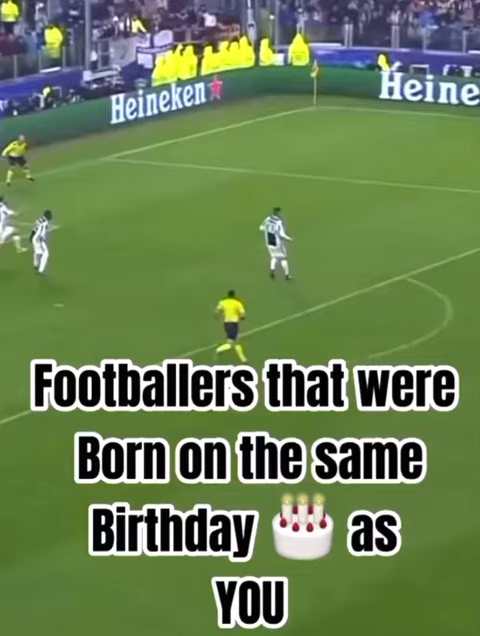 Heineken
Heine
Footballers that were
Born on the same
Birthday 🎂 as
YOU